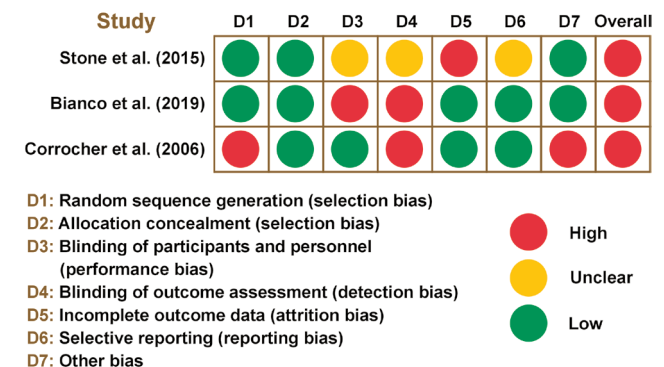 Study D1 D2 D3 D4 D5 D6 D7 Overall
Stone et al. (2015)
Bianco et al. (2019)
Corrocher et al. (2006)
D1: Random sequence generation (selection bias)
D2: Allocation concealment (selection bias)
D3: Blinding of participants and personnel
(performance bias)
D4: Blinding of outcome assessment (detection bias)
D5: Incomplete outcome data (attrition bias)
D6: Selective reporting (reporting bias)
D7: Other bias
High
Unclear
Low